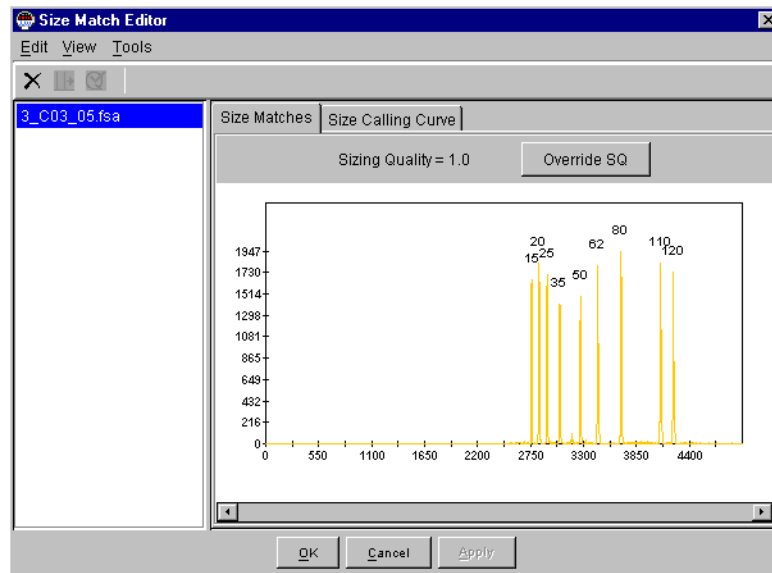 Size Match Editor
Edit View Tools
3_C03_05.fsa
Size Matches
Size Calling Curve
Sizing Quality = 1.0
Override SQ
1947
1730
1514
1298
1081
865
649
432
216
0
15
20
25
35
50
62
80
110
120
0 550 1100 1650 2200 2750 3300 3850 4400
OK Cancel Apply